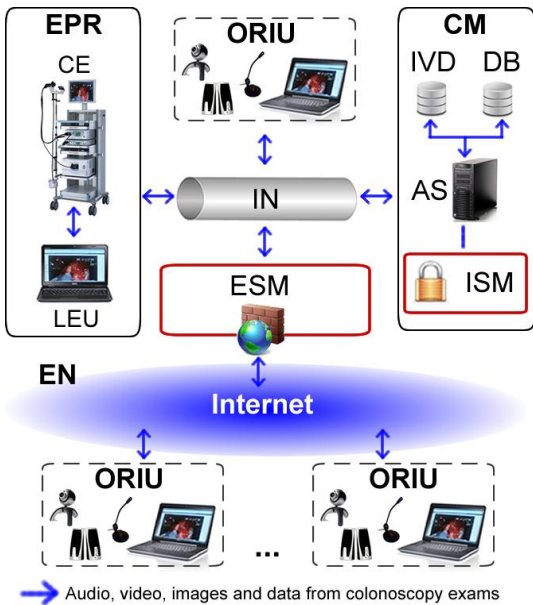 EPR
CE
LEU
ORIU
CM
IVD DB
AS
ISM
IN
ESM
EN
Internet
ORIU
...
ORIU
Audio, video, images and data from colonoscopy exams